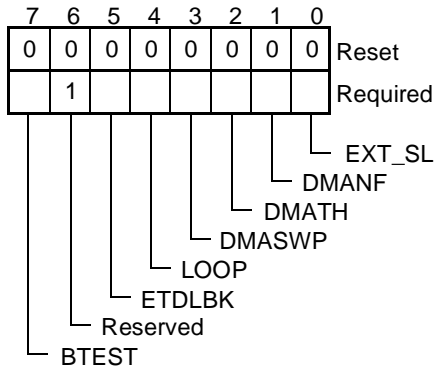 7 6 5 4 3 2 1 0
0 0 0 0 0 0 0 0 Reset
1 Required
EXT_SL
DMANF
DMATH
DMASWP
LOOP
ETDLBK
Reserved
BTEST